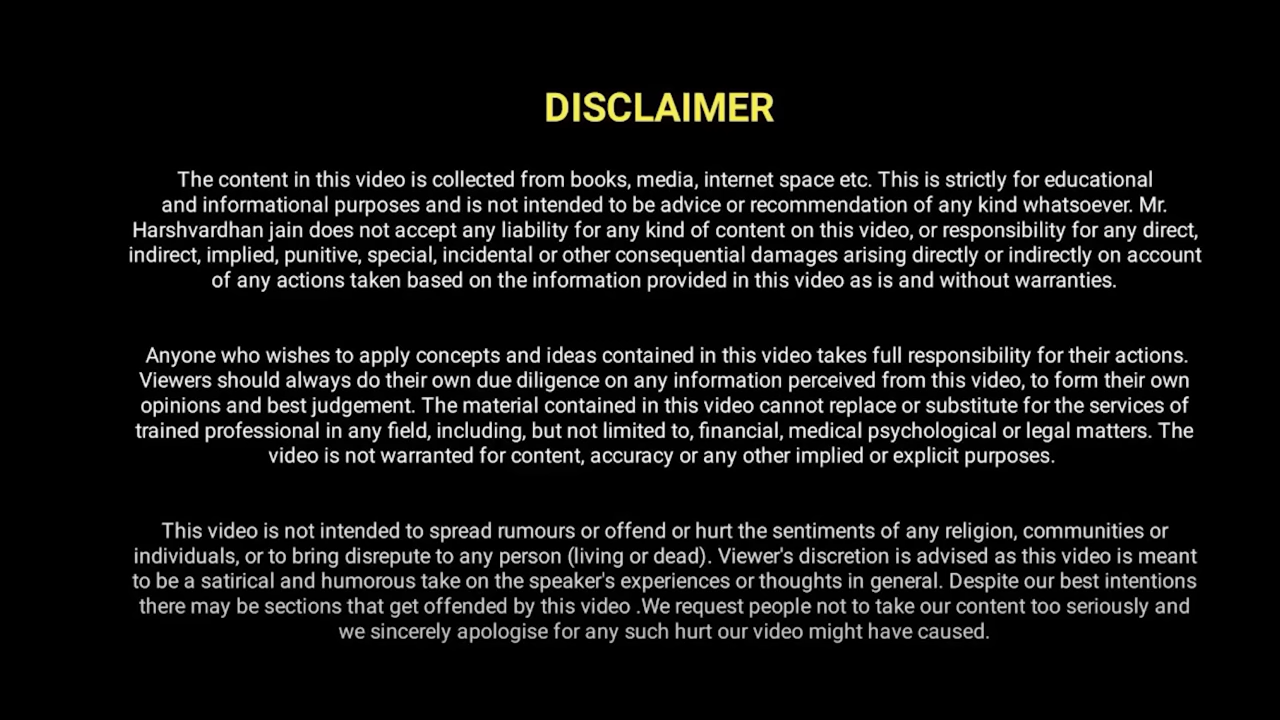 DISCLAIMER
The content in this video is collected from books, media, internet space etc. This is strictly for educational
and informational purposes and is not intended to be advice or recommendation of any kind whatsoever. Mr.
Harshvardhan jain does not accept any liability for any kind of content on this video, or responsibility for any direct,
indirect, implied, punitive, special, incidental or other consequential damages arising directly or indirectly on account
of any actions taken based on the information provided in this video as is and without warranties.
Anyone who wishes to apply concepts and ideas contained in this video takes full responsibility for their actions.
Viewers should always do their own due diligence on any information perceived from this video, to form their own
opinions and best judgement. The material contained in this video cannot replace or substitute for the services of
trained professional in any field, including, but not limited to, financial, medical psychological or legal matters. The
video is not warranted for content, accuracy or any other implied or explicit purposes.
This video is not intended to spread rumours or offend or hurt the sentiments of any religion, communities or
individuals, or to bring disrepute to any person (living or dead). Viewer's discretion is advised as this video is meant
to be a satirical and humorous take on the speaker's experiences or thoughts in general. Despite our best intentions
there may be sections that get offended by this video .We request people not to take our content too seriously and
we sincerely apologise for any such hurt our video might have caused.